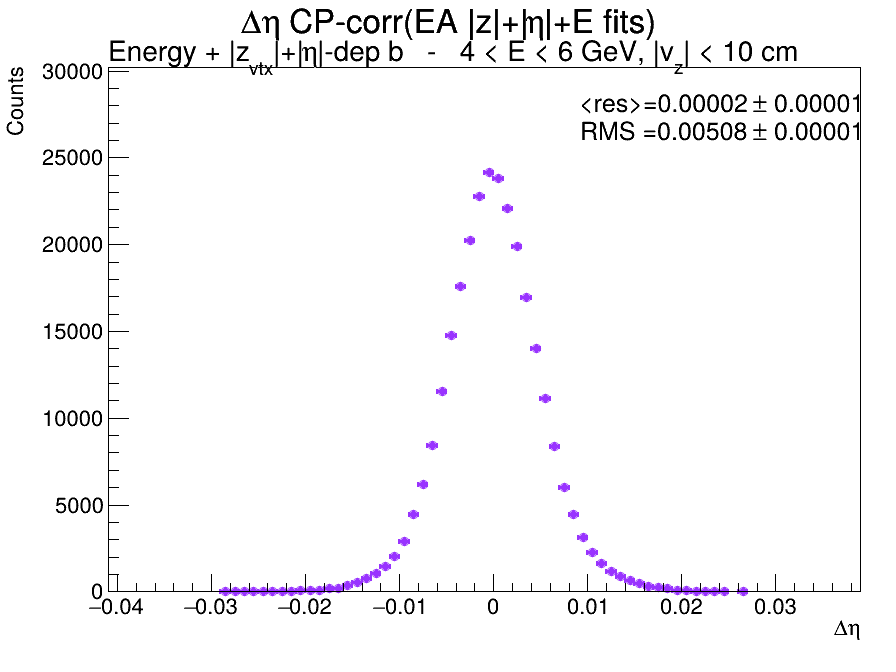 Δη CP-corr(EA |z|+|η|+E fits)
Energy + |z_vtx|+|η|-dep b - 4 < E < 6 GeV, |v_z| < 10 cm
<res>=0.00002 ± 0.00001
RMS =0.00508 ± 0.00001
Counts
30000
25000
20000
15000
10000
5000
0
−0.04 −0.03 −0.02 −0.01 0 0.01 0.02 0.03
Δη